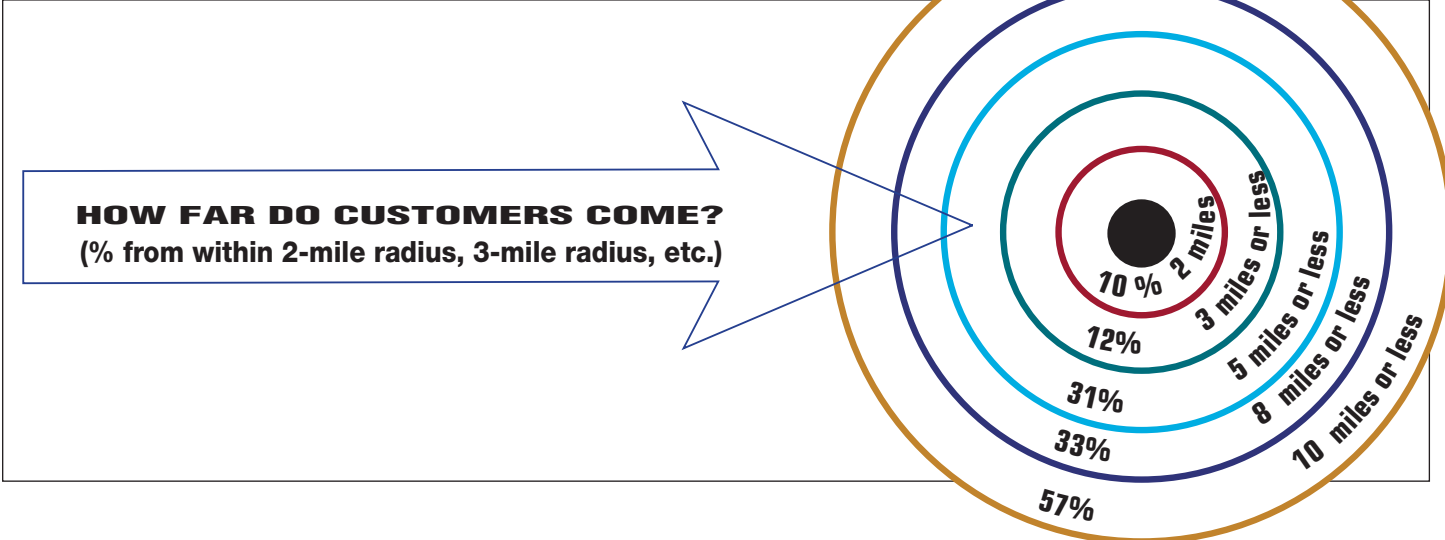 HOW FAR DO CUSTOMERS COME?
(% from within 2-mile radius, 3-mile radius, etc.)
10 % 2 miles
12% 3 miles or less
31% 5 miles or less
33% 8 miles or less
57% 10 miles or less